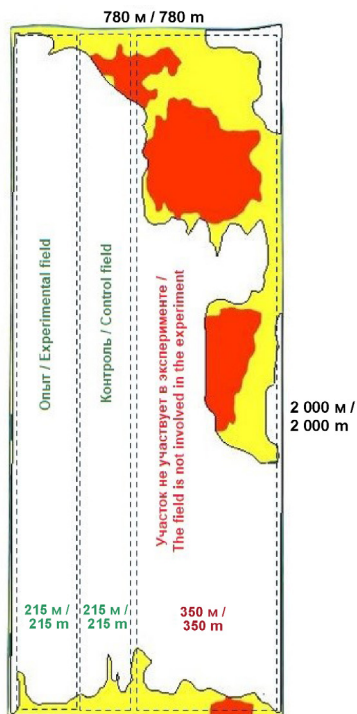 780 м / 780 m
Опыт / Experimental field
Контроль / Control field
Участок не участвует в эксперименте /
The field is not involved in the experiment
2 000 м /
2 000 m
215 м /
215 m
215 м /
215 m
350 м /
350 m